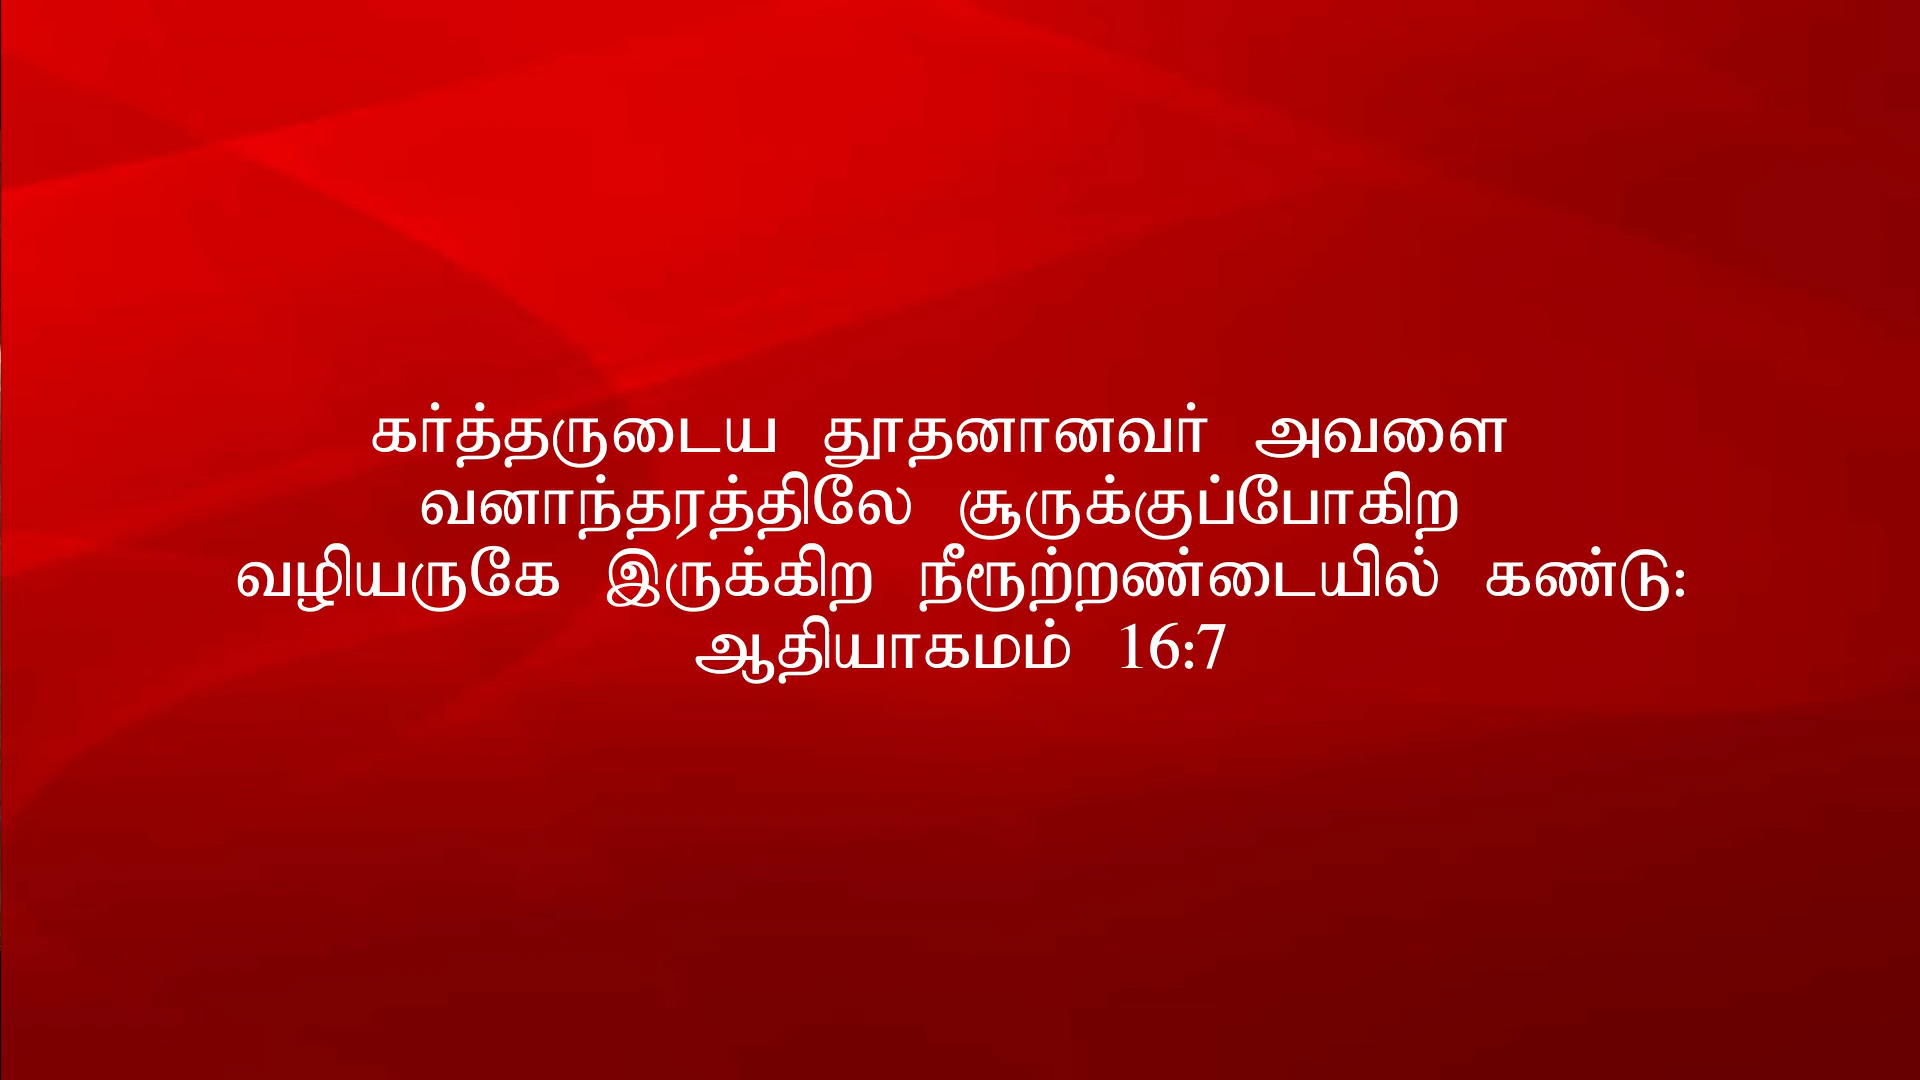 கர்த்தருடைய தூதனானவர் அவளை
வனாந்தரத்திலே சூருக்குப்போகிற
வழியருகே இருக்கிற நீரூற்றண்டையில் கண்டு:
ஆதியாகமம் 16:7